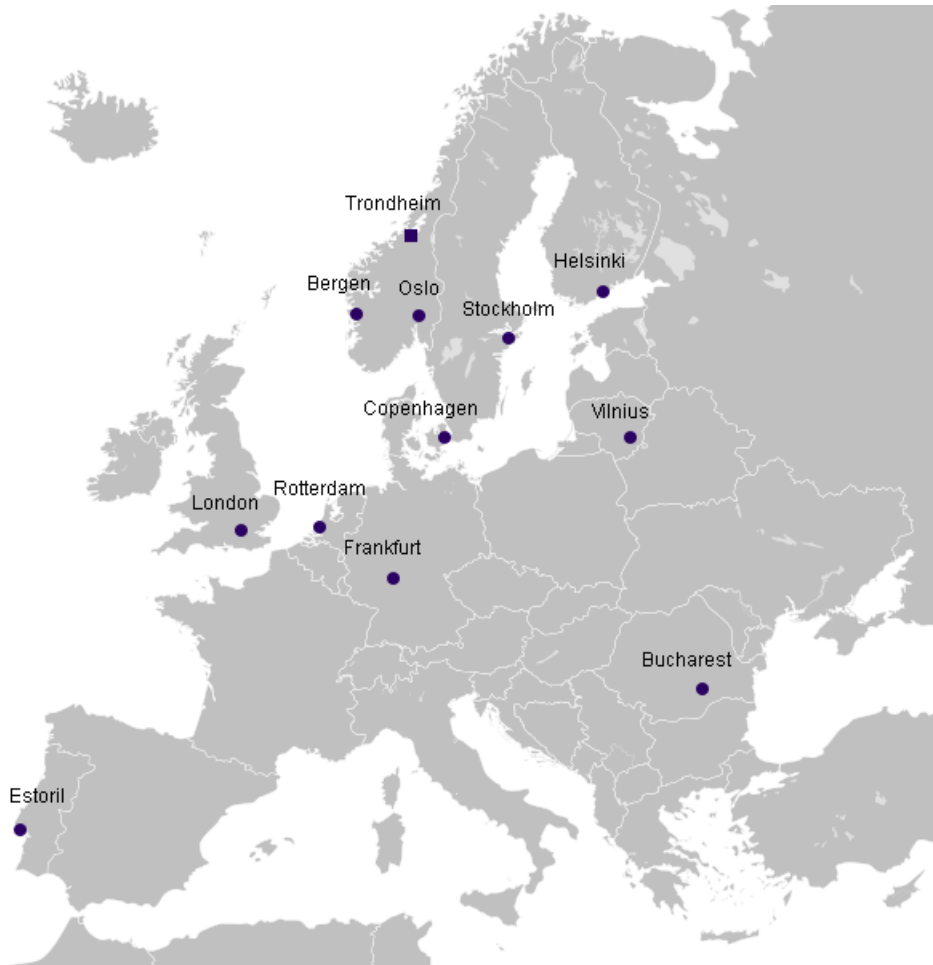 Trondheim
Helsinki
Bergen
Oslo
Stockholm
Copenhagen
Vilnius
Rotterdam
London
Frankfurt
Bucharest
Estoril